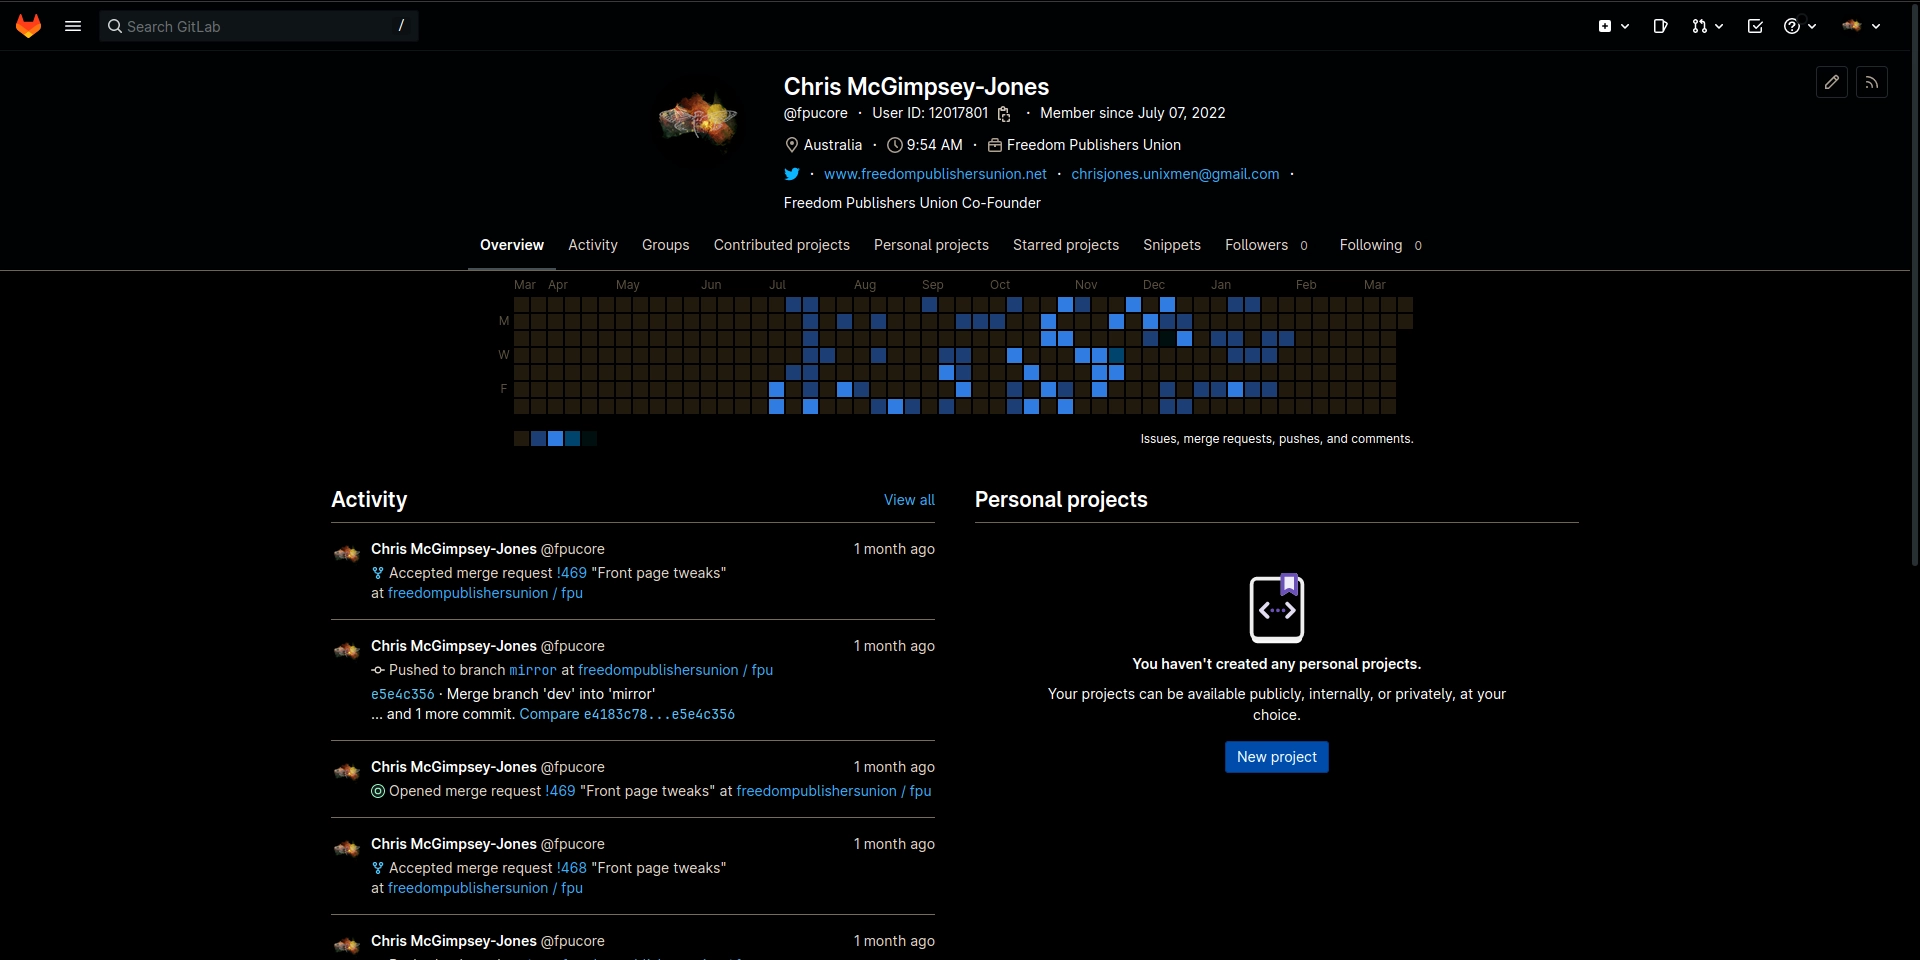 Search GitLab /
Chris McGimpsey-Jones
@fpucore · User ID: 12017801 · Member since July 07, 2022
Australia · 9:54 AM · Freedom Publishers Union
· www.freedompublishersunion.net · chrisjones.unixmen@gmail.com ·
Freedom Publishers Union Co-Founder
Overview Activity Groups Contributed projects Personal projects Starred projects Snippets Followers 0 Following 0
Mar Apr May Jun Jul Aug Sep Oct Nov Dec Jan Feb Mar
M
W
F
Issues, merge requests, pushes, and comments.
Activity View all
Chris McGimpsey-Jones @fpucore 1 month ago
Accepted merge request !469 "Front page tweaks"
at freedompublishersunion / fpu
Chris McGimpsey-Jones @fpucore 1 month ago
Pushed to branch mirror at freedompublishersunion / fpu
e5e4c356 · Merge branch 'dev' into 'mirror'
... and 1 more commit. Compare e4183c78...e5e4c356
Chris McGimpsey-Jones @fpucore 1 month ago
Opened merge request !469 "Front page tweaks" at freedompublishersunion / fpu
Chris McGimpsey-Jones @fpucore 1 month ago
Accepted merge request !468 "Front page tweaks"
at freedompublishersunion / fpu
Chris McGimpsey-Jones @fpucore 1 month ago
Personal projects
You haven't created any personal projects.
Your projects can be available publicly, internally, or privately, at your
choice.
New project